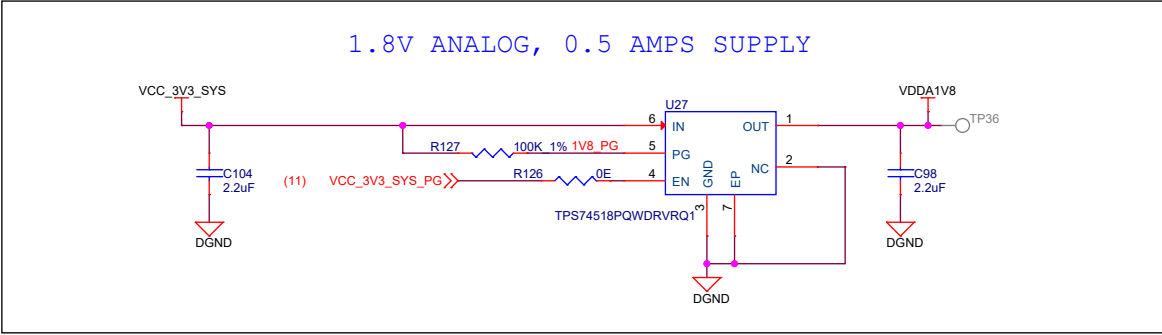 1.8V ANALOG, 0.5 AMPS SUPPLY
VCC_3V3_SYS
VDDA1V8
U27
6 IN OUT 1
TP36
R127 100K_1% 1V8_PG 5 PG
NC 2
C104
2.2uF
(11) VCC_3V3_SYS_PG R126 0E 4 EN
GND
EP
C98
2.2uF
3
7
TPS74518PQWDRVRQ1
DGND
DGND
DGND